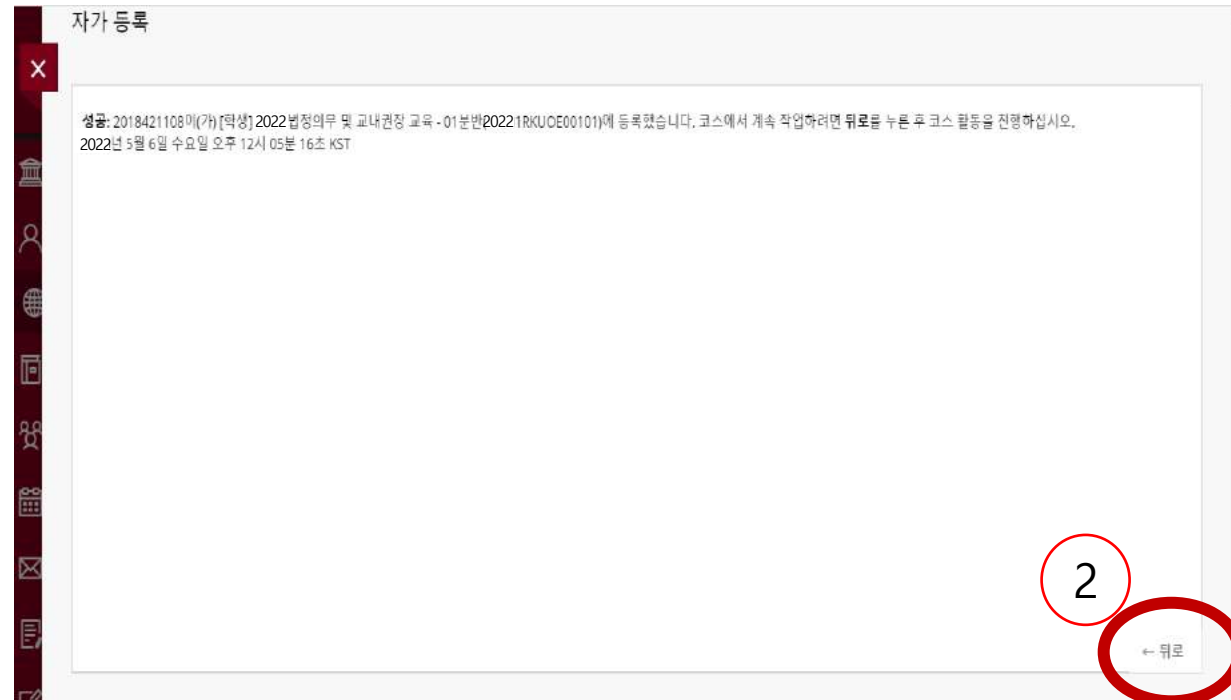 자가 등록
X
성공: 2018421108이(가) [학생] 2022 법정의무 및 교내권장 교육 - 01분반(20221RKUOE00101)에 등록했습니다. 코스에서 계속 작업하려면 뒤로를 누른 후 코스 활동을 진행하십시오.
2022년 5월 6일 수요일 오후 12시 05분 16초 KST
2
← 뒤로